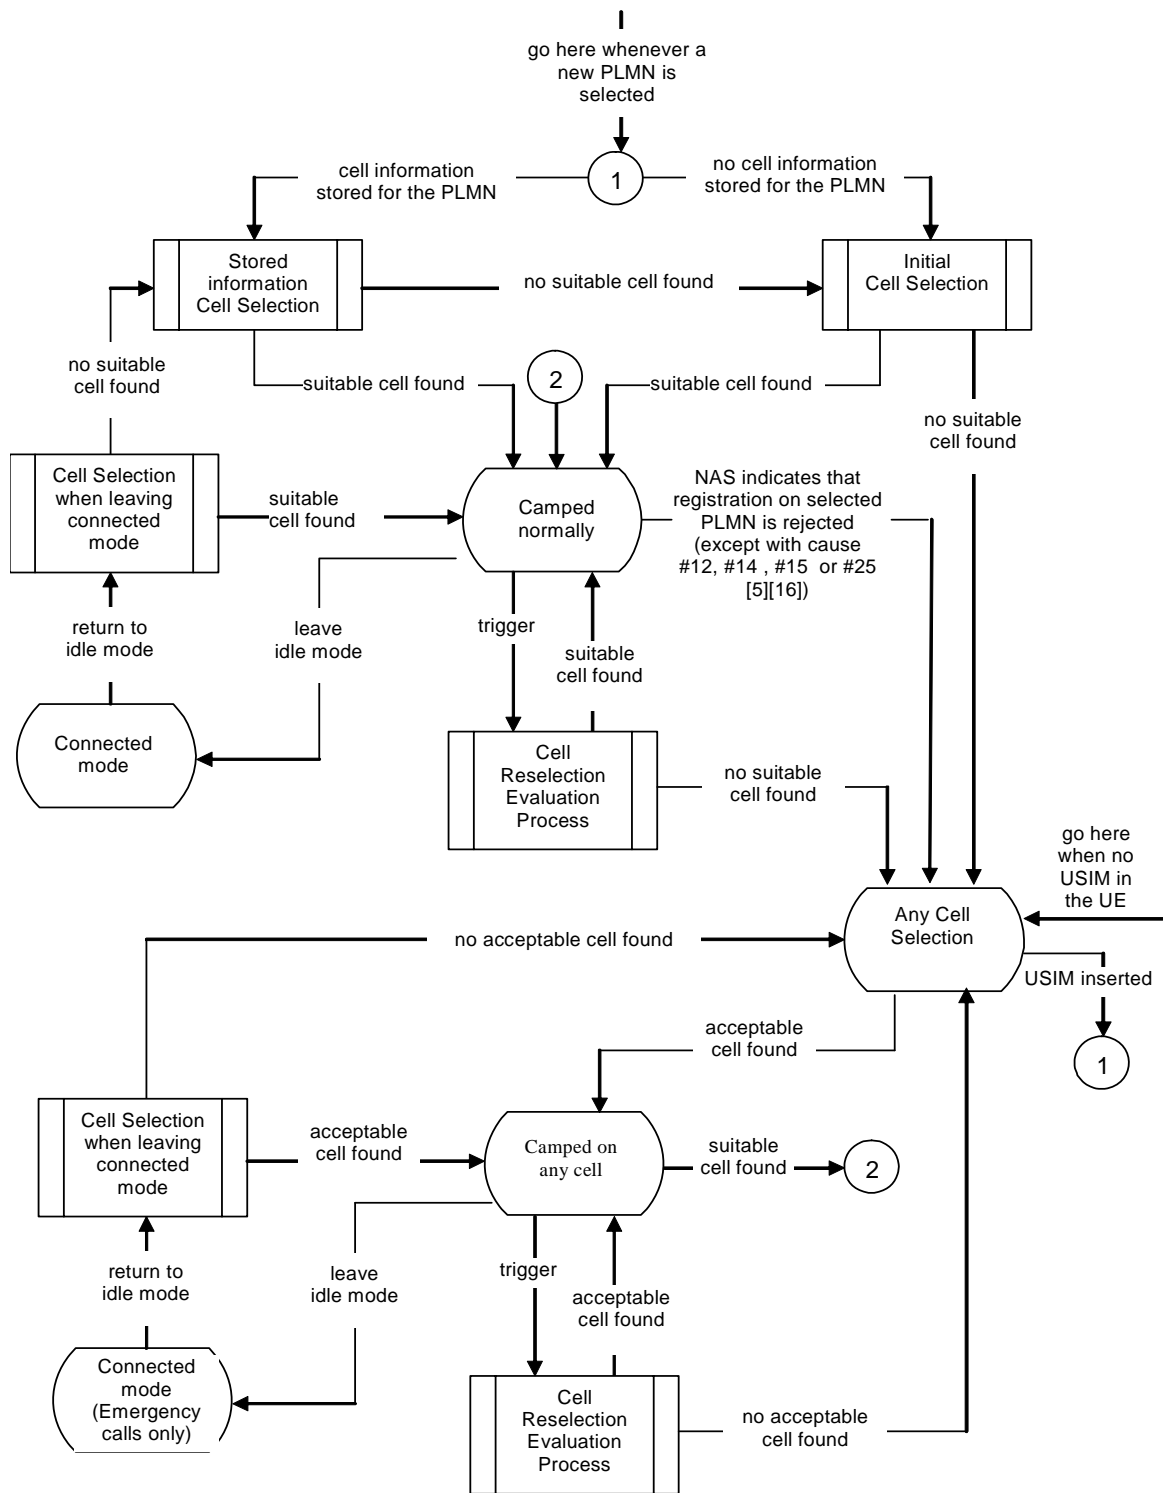 go here whenever a
new PLMN is
selected
1
cell information
stored for the PLMN
no cell information
stored for the PLMN
Stored
information
Cell Selection
no suitable cell found
Initial
Cell Selection
no suitable
cell found
suitable cell found
2
suitable cell found
no suitable
cell found
Cell Selection
when leaving
connected
mode
suitable
cell found
Camped
normally
NAS indicates that
registration on selected
PLMN is rejected
(except with cause
#12, #14 , #15 or #25
[5][16])
return to
idle mode
leave
idle mode
trigger
suitable
cell found
Connected
mode
Cell
Reselection
Evaluation
Process
no suitable
cell found
go here
when no
USIM in
the UE
Any Cell
Selection
no acceptable cell found
USIM inserted
1
acceptable
cell found
Cell Selection
when leaving
connected
mode
acceptable
cell found
Camped on
any cell
suitable
cell found
2
return to
idle mode
leave
idle mode
trigger
acceptable
cell found
Connected
mode
(Emergency
calls only)
Cell
Reselection
Evaluation
Process
no acceptable
cell found